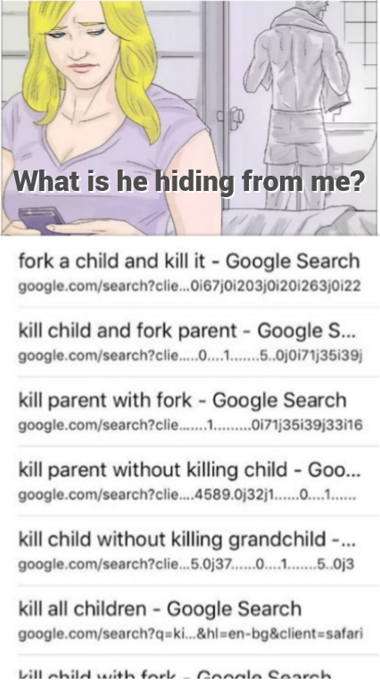 What is he hiding from me?
fork a child and kill it - Google Search
google.com/search?clie...0i67j0i203j0i20i263j0i22
kill child and fork parent - Google S...
google.com/search?clie.....0....1.......5..0j0i71j35i39j
kill parent with fork - Google Search
google.com/search?clie.......1.........0i71j35i39j33i16
kill parent without killing child - Goo...
google.com/search?clie....4589.0j32j1......0....1......
kill child without killing grandchild -...
google.com/search?clie...5.0j37......0....1.......5..0j3
kill all children - Google Search
google.com/search?q=ki...&hl=en-bg&client=safari
kill child with fork - Google Search